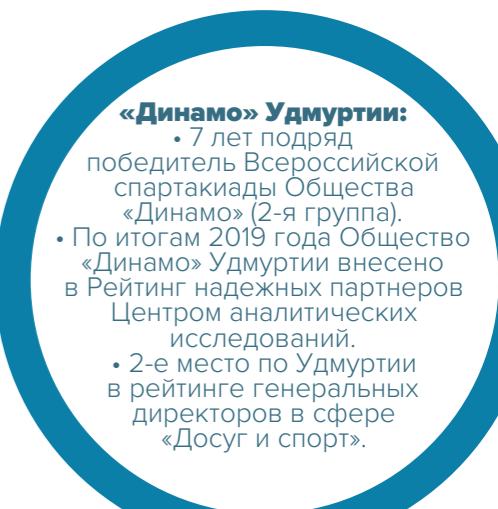 «Динамо» Удмуртии:
• 7 лет подряд
победитель Всероссийской
спартакиады Общества
«Динамо» (2-я группа).
• По итогам 2019 года Общество
«Динамо» Удмуртии внесено
в Рейтинг надежных партнеров
Центром аналитических
исследований.
• 2-е место по Удмуртии
в рейтинге генеральных
директоров в сфере
«Досуг и спорт».